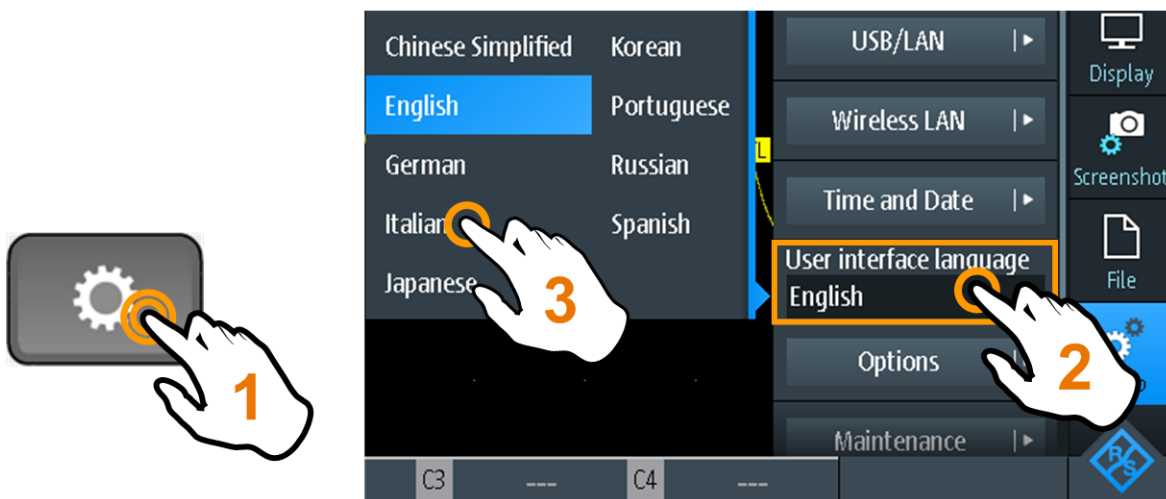 1
Chinese Simplified
Korean
English
Portuguese
German
Russian
Italian
Spanish
Japanese
3
USB/LAN
Wireless LAN
Time and Date
User interface language
English
Options
Maintenance
2
Display
Screenshot
File
C3
---
C4
---
R&S